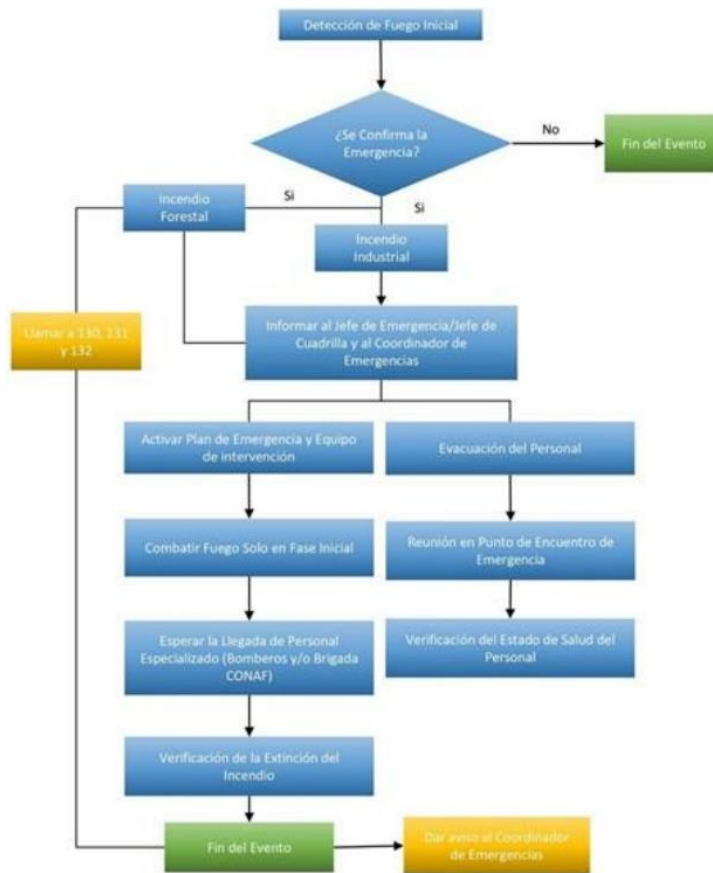 Detección de Fuego Inicial
¿Se Confirma la
Emergencia?
No
Fin del Evento
Incendio
Forestal
Si
Si
Incendio
Industrial
Llamar a 130, 131
y 132
Informar al Jefe de Emergencia/Jefe de
Cuadrilla y al Coordinador de
Emergencias
Activar Plan de Emergencia y Equipo
de intervención
Evacuación del Personal
Combatir Fuego Solo en Fase Inicial
Reunión en Punto de Encuentro de
Emergencia
Esperar la Llegada de Personal
Especializado (Bomberos y/o Brigada
CONAF)
Verificación del Estado de Salud del
Personal
Verificación de la Extinción del
Incendio
Fin del Evento
Dar aviso al Coordinador
de Emergencias